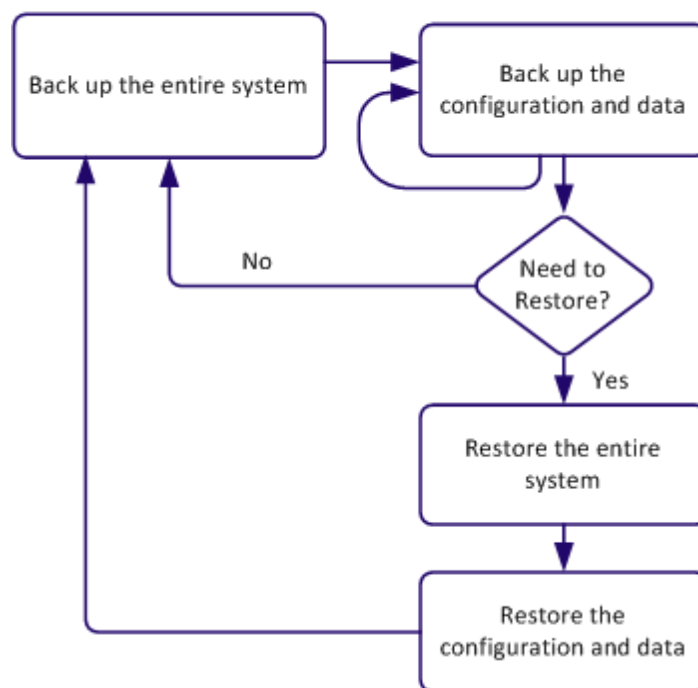 Back up the entire system
Back up the
configuration and data
No
Need to
Restore?
Yes
Restore the entire
system
Restore the
configuration and data